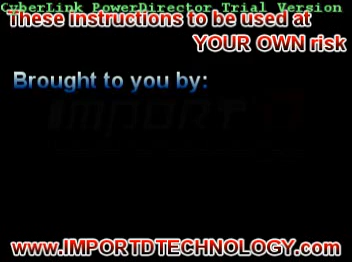 CyberLink PowerDirector Trial Version
These instructions to be used at
YOUR OWN risk
Brought to you by:
IMPORT
www.IMPORTDTECHNOLOGY.com